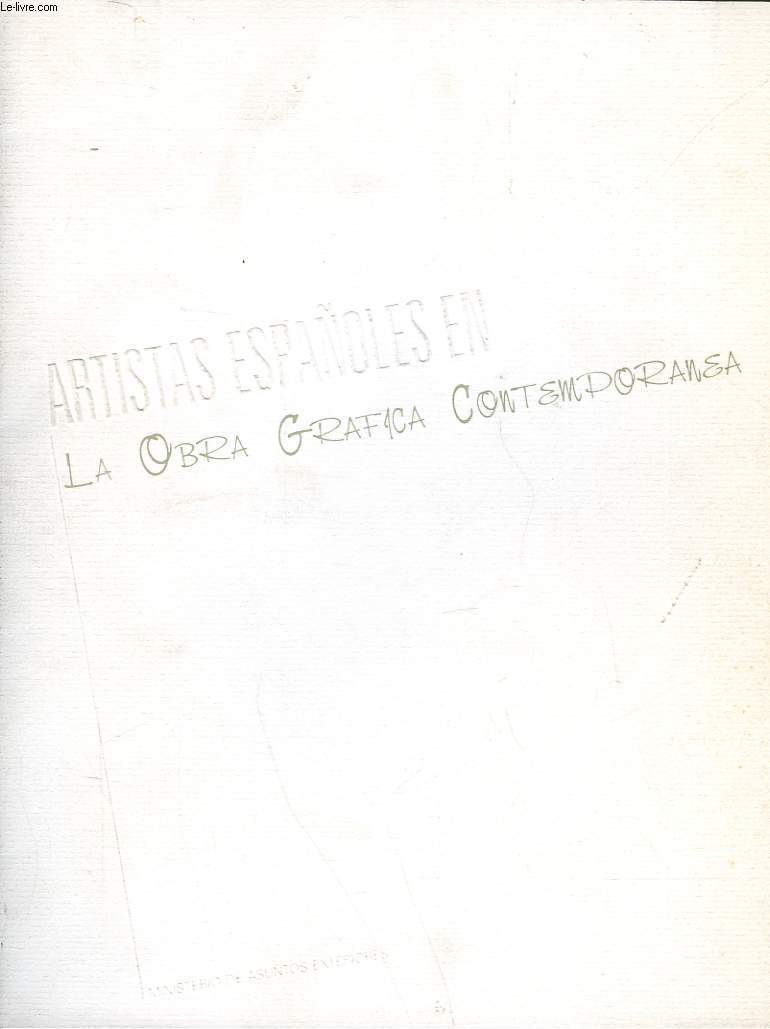 Le-livre.com
ARTISTAS ESPAÑOLES EN
LA OBRA GRAFICA CONTEMPORANEA
MINISTERIO DE ASUNTOS EXTERIORES